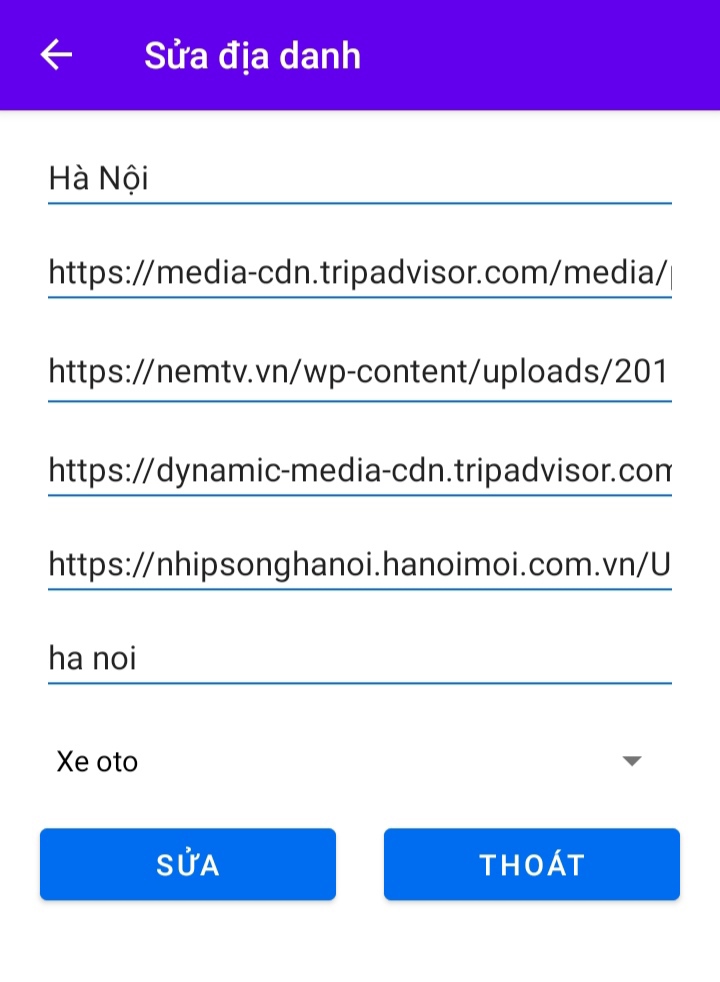 Sửa địa danh
Hà Nội
https://media-cdn.tripadvisor.com/media/
https://nemtv.vn/wp-content/uploads/201
https://dynamic-media-cdn.tripadvisor.com
https://nhipsonghanoi.hanoimoi.com.vn/U
ha noi
Xe oto
SỬA THOÁT